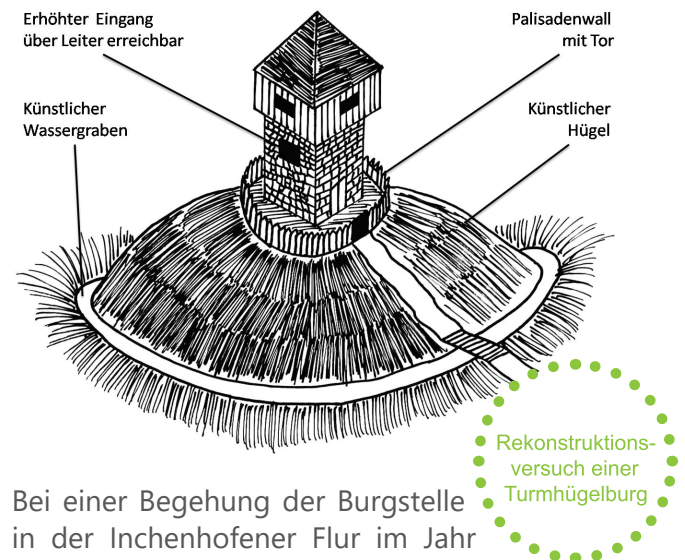 Erhöhter Eingang
über Leiter erreichbar
Palisadenwall
mit Tor
Künstlicher
Wassergraben
Künstlicher
Hügel
Rekonstruktions-
versuch einer
Turmhügelburg
Bei einer Begehung der Burgstelle
in der Inchenhofener Flur im Jahr